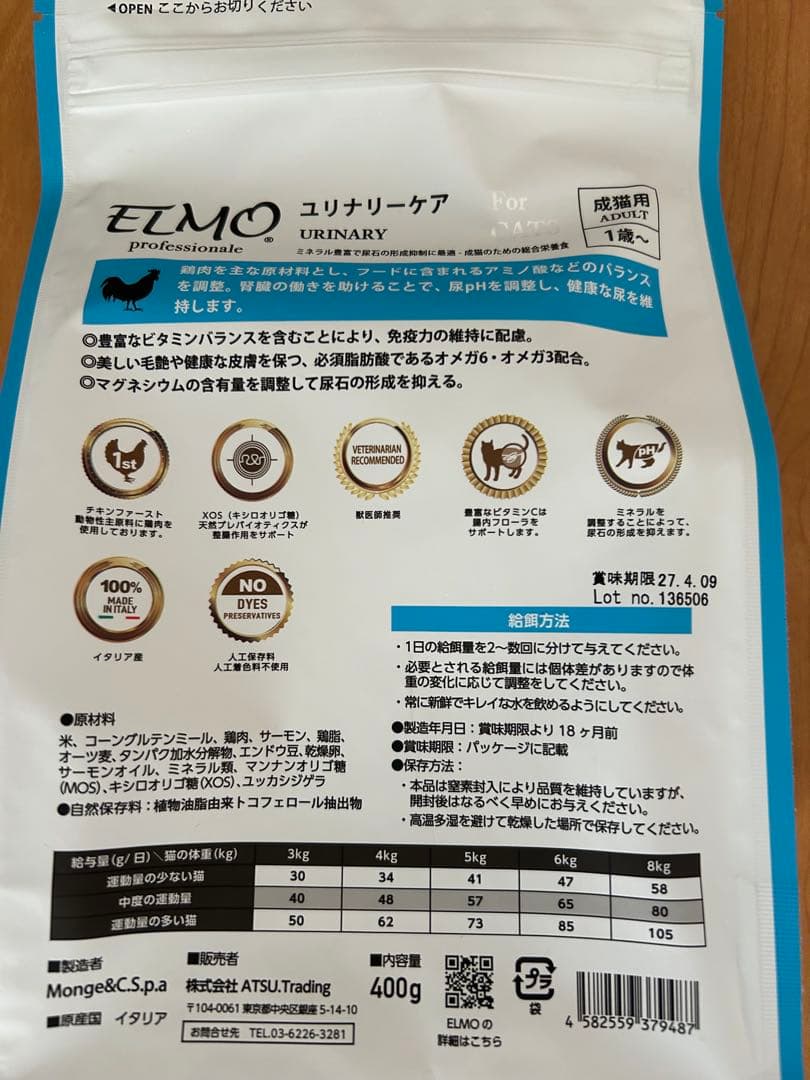 ◀OPEN ここからお切りください
ELMO®
professionale
ユリナリーケア
URINARY
For
CATS
成猫用
ADULT
1歳~
ミネラル豊富で尿石の形成抑制に最適・成猫のための総合栄養食
鶏肉を主な原材料とし、フードに含まれるアミノ酸などのバランス
を調整。腎臓の働きを助けることで、尿pHを調整し、健康な尿を維
持します。
◎豊富なビタミンバランスを含むことにより、免疫力の維持に配慮。
◎美しい毛艶や健康な皮膚を保つ、必須脂肪酸であるオメガ6・オメガ3配合。
◎マグネシウムの含有量を調整して尿石の形成を抑える。
1st
チキンファースト
動物性主原料に鶏肉を
使用しております。
XOS(キシロオリゴ糖)
天然プレバイオティクスが
整腸作用をサポート
VETERINARIAN
RECOMMENDED
獣医師推奨
豊富なビタミンCは
腸内フローラを
サポートします。
pH
ミネラルを
調整することによって、
尿石の形成を抑えます。
100%
MADE
IN ITALY
イタリア産
NO
DYES
PRESERVATIVES
人工保存料
人工着色料不使用
賞味期限27.4.09
Lot no.136506
給餌方法
・1日の給餌量を2〜数回に分けて与えてください。
・必要とされる給餌量には個体差がありますので体
重の変化に応じて調整をしてください。
・常に新鮮でキレイな水を飲めるようにしてください。
●製造年月日:賞味期限より18ヶ月前
●賞味期限:パッケージに記載
●保存方法:
・本品は窒素封入により品質を維持していますが、
開封後はなるべく早めにお与えください。
・高温多湿を避けて乾燥した場所で保存してください。
●原材料
米、コーングルテンミール、鶏肉、サーモン、鶏脂、
オーツ麦、タンパク加水分解物、エンドウ豆、乾燥卵、
サーモンオイル、ミネラル類、マンナンオリゴ糖
(MOS)、キシロオリゴ糖(XOS)、ユッカシジゲラ
●自然保存料:植物油脂由来トコフェロール抽出物
給与量(g/日)＼猫の体重(kg) 3kg 4kg 5kg 6kg 8kg
運動量の少ない猫 30 34 41 47 58
中度の運動量 40 48 57 65 80
運動量の多い猫 50 62 73 85 105
■製造者
Monge&C.S.p.a
■原産国 イタリア
■販売者
株式会社 ATSU.Trading
〒104-0061 東京都中央区銀座 5-14-10
お問合せ先 TEL.03-6226-3281
■内容量
400g
ELMOの
詳細はこちら
プラ
袋
4 582559 379487